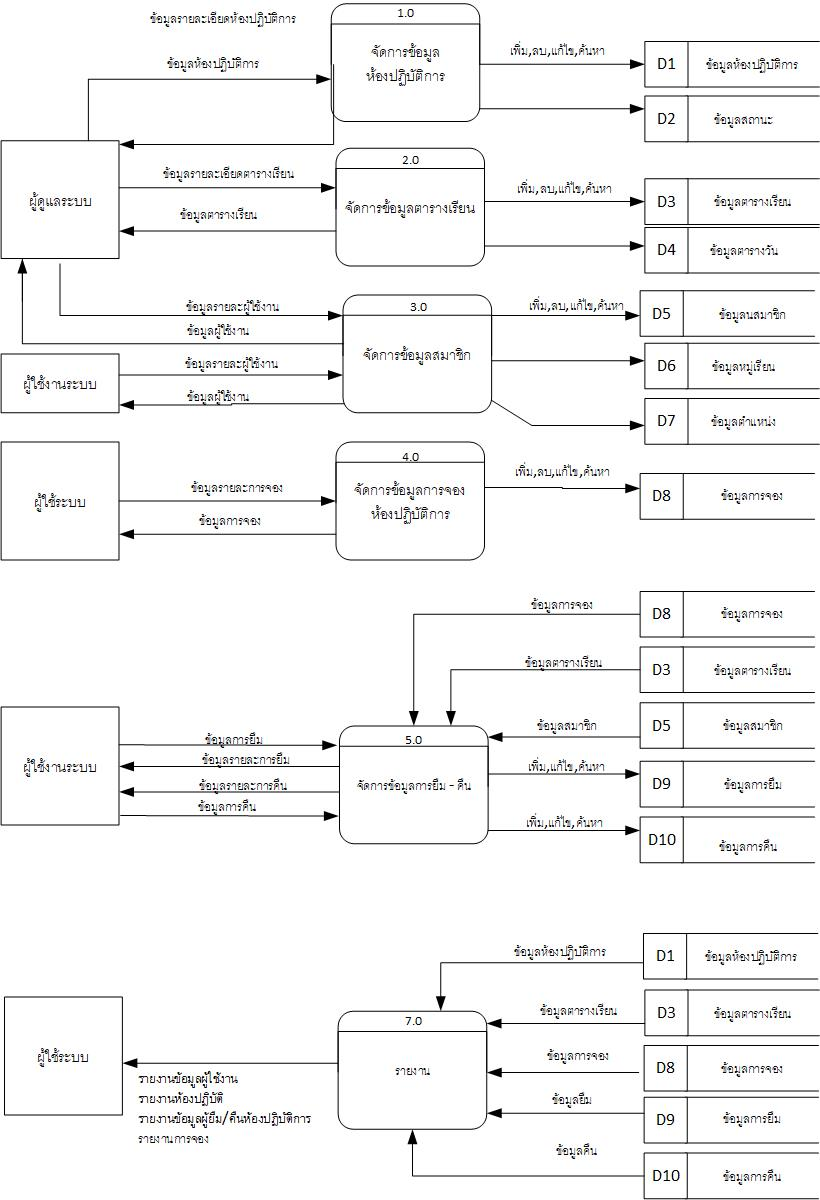 ข้อมูลรายละเอียดห้องปฏิบัติการ
1.0
จัดการข้อมูล
ห้องปฏิบัติการ
ข้อมูลห้องปฏิบัติการ
เพิ่ม,ลบ,แก้ไข,ค้นหา
D1
ข้อมูลห้องปฏิบัติการ
D2
ข้อมูลสถานะ
ผู้ดูแลระบบ
2.0
จัดการข้อมูลตารางเรียน
ข้อมูลรายละเอียดตารางเรียน
ข้อมูลตารางเรียน
เพิ่ม,ลบ,แก้ไข,ค้นหา
D3
ข้อมูลตารางเรียน
D4
ข้อมูลตารางวัน
ข้อมูลรายละผู้ใช้งาน
ข้อมูลผู้ใช้งาน
3.0
จัดการข้อมูลสมาชิก
เพิ่ม,ลบ,แก้ไข,ค้นหา
D5
ข้อมูลนสมาชิก
ผู้ใช้งานระบบ
ข้อมูลรายละผู้ใช้งาน
ข้อมูลผู้ใช้งาน
D6
ข้อมูลหมู่เรียน
D7
ข้อมูลตำแหน่ง
ผู้ใช้ระบบ
ข้อมูลรายละการจอง
ข้อมูลการจอง
4.0
จัดการข้อมูลการจอง
ห้องปฏิบัติการ
เพิ่ม,ลบ,แก้ไข,ค้นหา
D8
ข้อมูลการจอง
ข้อมูลการจอง
D8
ข้อมูลการจอง
ข้อมูลตารางเรียน
D3
ข้อมูลตารางเรียน
ข้อมูลสมาชิก
D5
ข้อมูลสมาชิก
ผู้ใช้งานระบบ
ข้อมูลการยืม
ข้อมูลรายละการยืม
ข้อมูลรายละการคืน
ข้อมูลการคืน
5.0
จัดการข้อมูลการยืม - คืน
เพิ่ม,แก้ไข,ค้นหา
D9
ข้อมูลการยืม
เพิ่ม,แก้ไข,ค้นหา
D10
ข้อมูลการคืน
ข้อมูลห้องปฏิบัติการ
D1
ข้อมูลห้องปฏิบัติการ
ผู้ใช้ระบบ
7.0
รายงาน
ข้อมูลตารางเรียน
D3
ข้อมูลตารางเรียน
ข้อมูลการจอง
D8
ข้อมูลการจอง
รายงานข้อมูลผู้ใช้งาน
รายงานห้องปฏิบัติ
รายงานข้อมูลผู้ยืม/คืนห้องปฏิบัติการ
รายงานการจอง
ข้อมูลยืม
D9
ข้อมูลการยืม
ข้อมูลคืน
D10
ข้อมูลการคืน